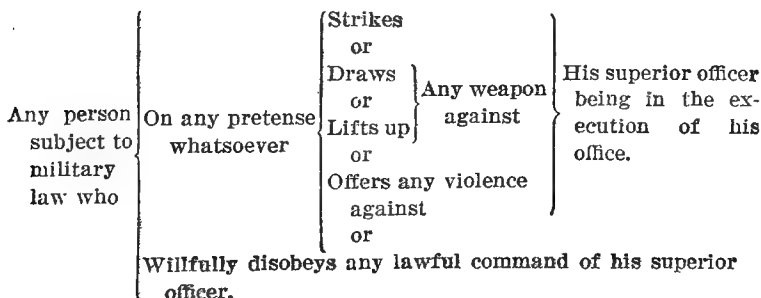 Any person
subject to
military
law who
On any pretense
whatsoever
Strikes
or
Draws
or
Lifts up
or
Offers any violence
against
or
Any weapon
against
His superior officer
being in the ex-
ecution of his
office.
Willfully disobeys any lawful command of his superior
officer.